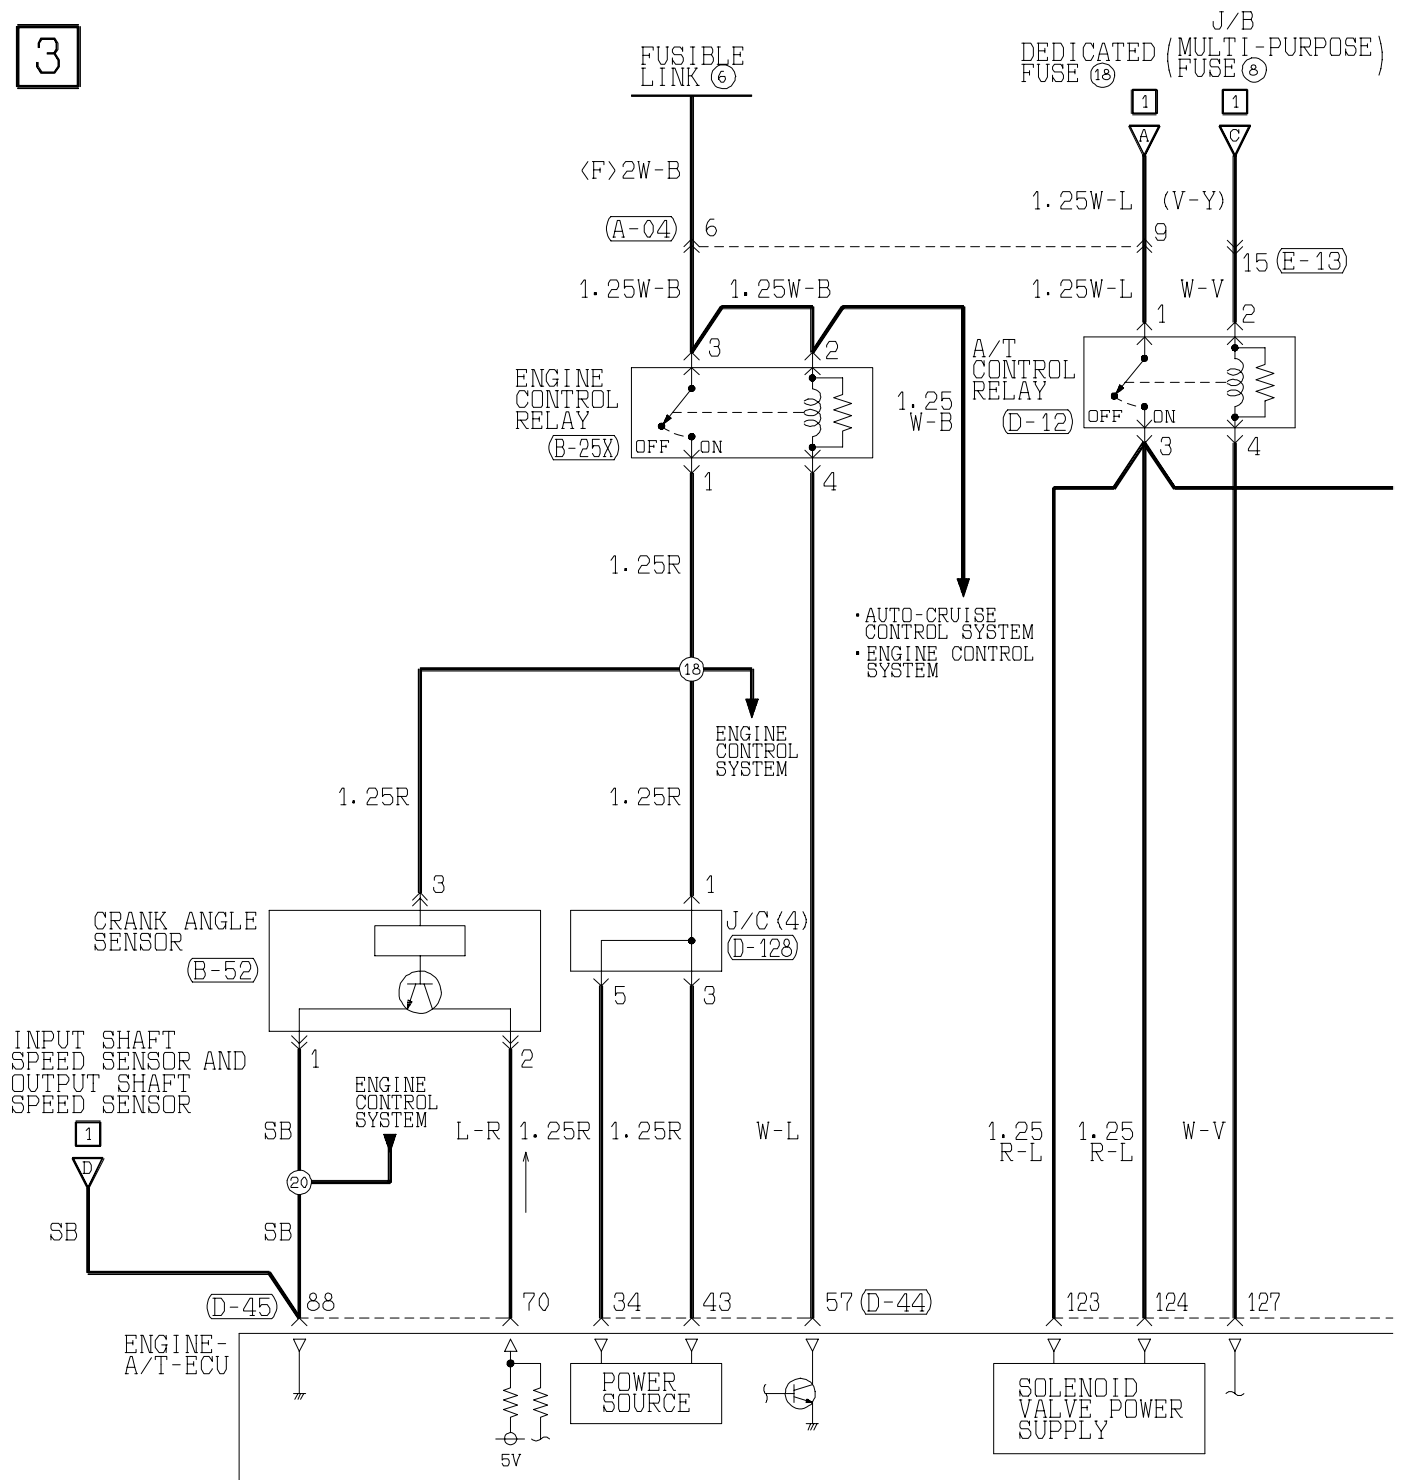 3
FUSIBLE
LINK 6
J/B
DEDICATED (MULTI-PURPOSE)
FUSE 18 FUSE 8
1 1
A C
<F>2W-B
1.25W-L (V-Y)
A-04 6 9
15 E-13
1.25W-B 1.25W-B 1.25W-L W-V
3 2 1 2
ENGINE
CONTROL
RELAY
B-25X
OFF ON
1 4
1.25
W-B
A/T
CONTROL
RELAY
D-12
OFF ON
3 4
1.25R
・AUTO-CRUISE
CONTROL SYSTEM
・ENGINE CONTROL
SYSTEM
18
ENGINE
CONTROL
SYSTEM
1.25R 1.25R
3 1
CRANK ANGLE
SENSOR
B-52
J/C(4)
D-128
5 3
1 2
INPUT SHAFT
SPEED SENSOR AND
OUTPUT SHAFT
SPEED SENSOR
1
D
ENGINE
CONTROL
SYSTEM
SB L-R 1.25R 1.25R W-L
1.25
R-L
1.25
R-L
W-V
20
SB SB
D-45 88 70 34 43 57 D-44 123 124 127
ENGINE-
A/T-ECU
POWER
SOURCE
SOLENOID
VALVE POWER
SUPPLY
5V